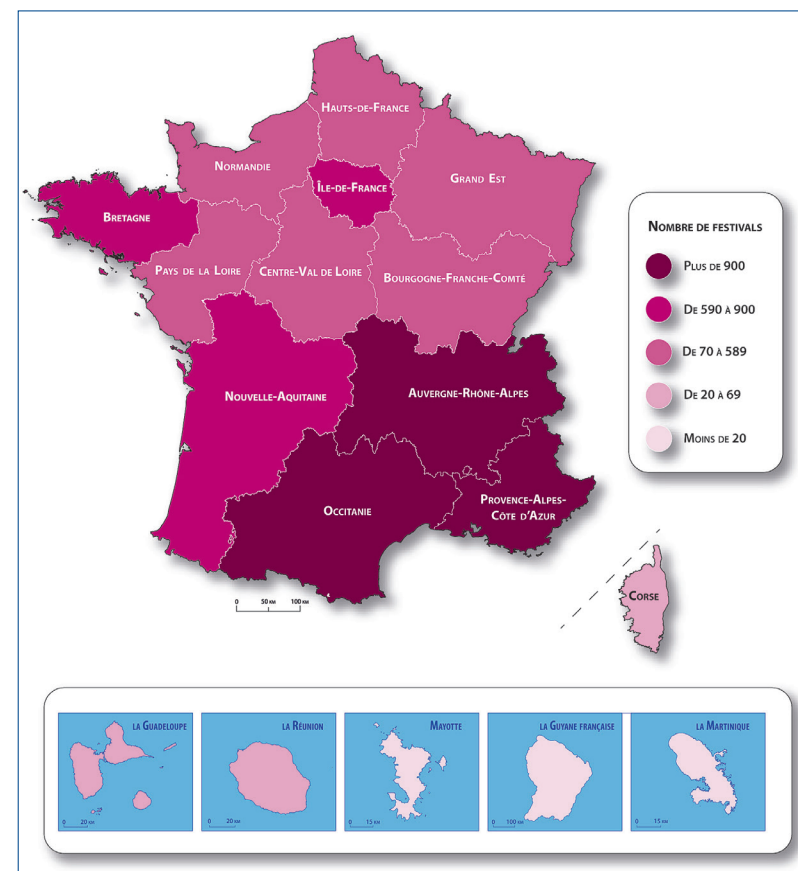 Hauts-de-France
Normandie
Île-de-France
Grand Est
Bretagne
Pays de la Loire
Centre-Val de Loire
Bourgogne-Franche-Comté
Nouvelle-Aquitaine
Auvergne-Rhône-Alpes
Occitanie
Provence-Alpes-
Côte d'Azur
Corse
0 50 km 100 km
Nombre de festivals
Plus de 900
De 590 à 900
De 70 à 589
De 20 à 69
Moins de 20
la Guadeloupe
0 20 km
la Réunion
0 20 km
Mayotte
0 15 km
la Guyane française
0 100 km
la Martinique
0 15 km